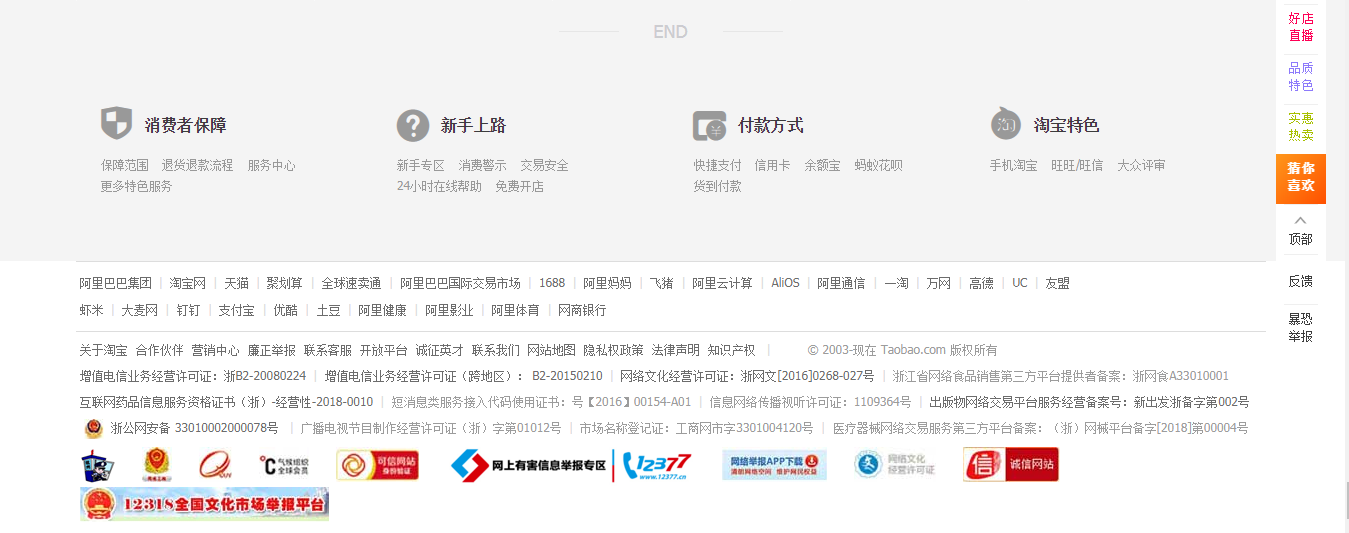 END
消费者保障
保障范围 退货退款流程 服务中心
更多特色服务
新手上路
新手专区 消费警示 交易安全
24小时在线帮助 免费开店
付款方式
快捷支付 信用卡 余额宝 蚂蚁花呗
货到付款
淘宝特色
手机淘宝 旺旺/旺信 大众评审
好店
直播
品质
特色
实惠
热卖
猜你
喜欢
顶部
反馈
暴恐
举报
阿里巴巴集团 | 淘宝网 | 天猫 | 聚划算 | 全球速卖通 | 阿里巴巴国际交易市场 | 1688 | 阿里妈妈 | 飞猪 | 阿里云计算 | AliOS | 阿里通信 | 一淘 | 万网 | 高德 | UC | 友盟
虾米 | 大麦网 | 钉钉 | 支付宝 | 优酷 | 土豆 | 阿里健康 | 阿里影业 | 阿里体育 | 网商银行
关于淘宝 合作伙伴 营销中心 廉正举报 联系客服 开放平台 诚征英才 联系我们 网站地图 隐私权政策 法律声明 知识产权 | © 2003-现在 Taobao.com 版权所有
增值电信业务经营许可证：浙B2-20080224 | 增值电信业务经营许可证（跨地区）： B2-20150210 | 网络文化经营许可证：浙网文[2016]0268-027号 | 浙江省网络食品销售第三方平台提供者备案：浙网食A33010001
互联网药品信息服务资格证书（浙）-经营性-2018-0010 | 短消息类服务接入代码使用证书：号【2016】00154-A01 | 信息网络传播视听许可证：1109364号 | 出版物网络交易平台服务经营备案号：新出发浙备字第002号
浙公网安备 33010002000078号 | 广播电视节目制作经营许可证（浙）字第01012号 | 市场名称登记证：工商网市字3301004120号 | 医疗器械网络交易服务第三方平台备案：（浙）网械平台备字[2018]第00004号
℃气候组织
全球会员
可信网站
身份验证
网上有害信息举报专区
12377
www.12377.cn
网络举报APP下载
清朗网络空间 维护网民权益
网络文化
经营许可证
信 诚信网站
12318全国文化市场举报平台